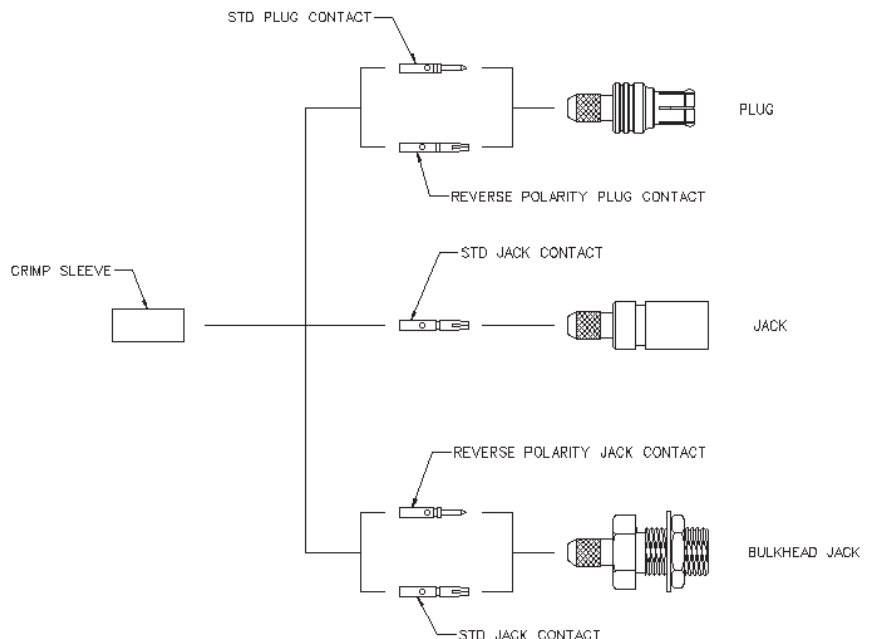 STD PLUG CONTACT
PLUG
REVERSE POLARITY PLUG CONTACT
STD JACK CONTACT
CRIMP SLEEVE
JACK
REVERSE POLARITY JACK CONTACT
BULKHEAD JACK
STD JACK CONTACT